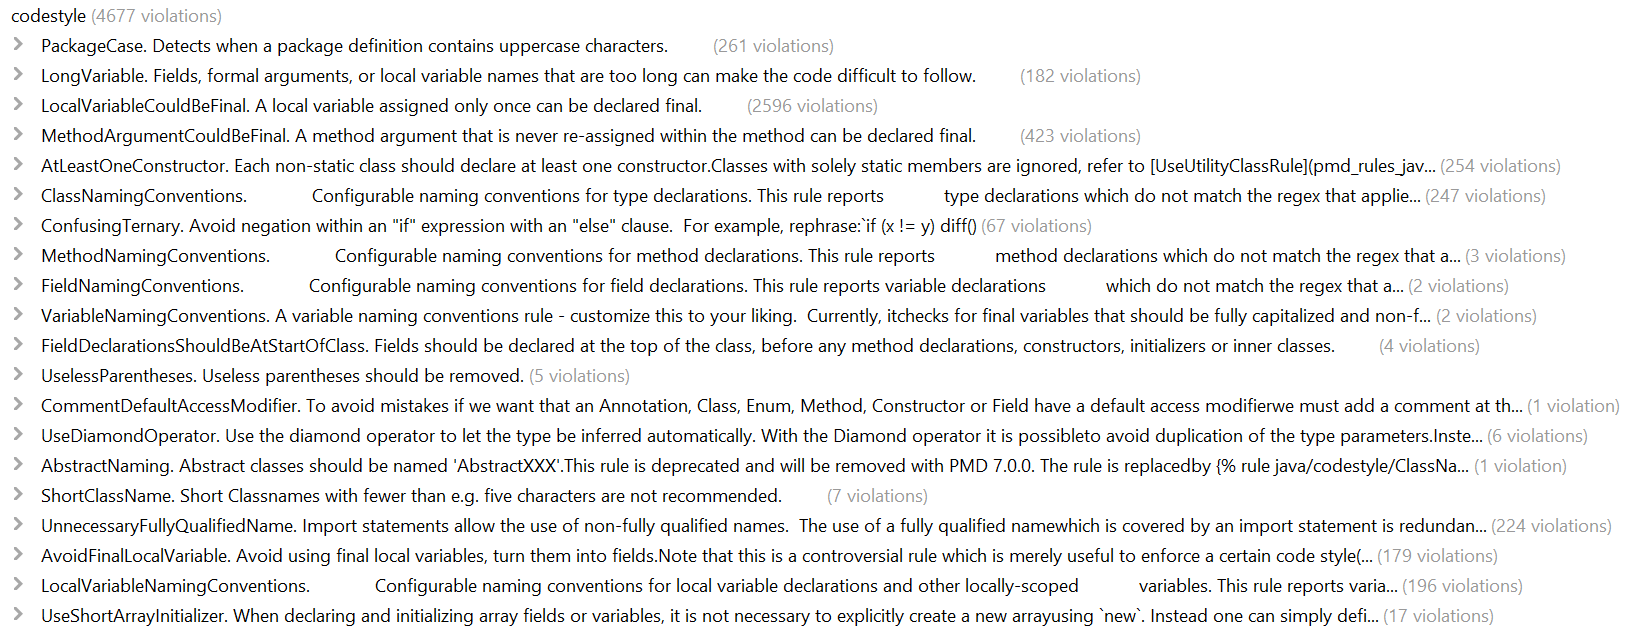 codestyle (4677 violations)
PackageCase. Detects when a package definition contains uppercase characters. (261 violations)
LongVariable. Fields, formal arguments, or local variable names that are too long can make the code difficult to follow. (182 violations)
LocalVariableCouldBeFinal. A local variable assigned only once can be declared final. (2596 violations)
MethodArgumentCouldBeFinal. A method argument that is never re-assigned within the method can be declared final. (423 violations)
AtLeastOneConstructor. Each non-static class should declare at least one constructor.Classes with solely static members are ignored, refer to [UseUtilityClassRule](pmd_rules_jav... (254 violations)
ClassNamingConventions. Configurable naming conventions for type declarations. This rule reports type declarations which do not match the regex that applie... (247 violations)
ConfusingTernary. Avoid negation within an "if" expression with an "else" clause. For example, rephrase:`if (x != y) diff() (67 violations)
MethodNamingConventions. Configurable naming conventions for method declarations. This rule reports method declarations which do not match the regex that a... (3 violations)
FieldNamingConventions. Configurable naming conventions for field declarations. This rule reports variable declarations which do not match the regex that a... (2 violations)
VariableNamingConventions. A variable naming conventions rule - customize this to your liking. Currently, itchecks for final variables that should be fully capitalized and non-f... (2 violations)
FieldDeclarationsShouldBeAtStartOfClass. Fields should be declared at the top of the class, before any method declarations, constructors, initializers or inner classes. (4 violations)
UselessParentheses. Useless parentheses should be removed. (5 violations)
CommentDefaultAccessModifier. To avoid mistakes if we want that an Annotation, Class, Enum, Method, Constructor or Field have a default access modifierwe must add a comment at th... (1 violation)
UseDiamondOperator. Use the diamond operator to let the type be inferred automatically. With the Diamond operator it is possibleto avoid duplication of the type parameters.Inste... (6 violations)
AbstractNaming. Abstract classes should be named 'AbstractXXX'.This rule is deprecated and will be removed with PMD 7.0.0. The rule is replacedby {% rule java/codestyle/ClassNa... (1 violation)
ShortClassName. Short Classnames with fewer than e.g. five characters are not recommended. (7 violations)
UnnecessaryFullyQualifiedName. Import statements allow the use of non-fully qualified names. The use of a fully qualified namewhich is covered by an import statement is redundan... (224 violations)
AvoidFinalLocalVariable. Avoid using final local variables, turn them into fields.Note that this is a controversial rule which is merely useful to enforce a certain code style(... (179 violations)
LocalVariableNamingConventions. Configurable naming conventions for local variable declarations and other locally-scoped variables. This rule reports varia... (196 violations)
UseShortArrayInitializer. When declaring and initializing array fields or variables, it is not necessary to explicitly create a new arrayusing `new`. Instead one can simply defi... (17 violations)